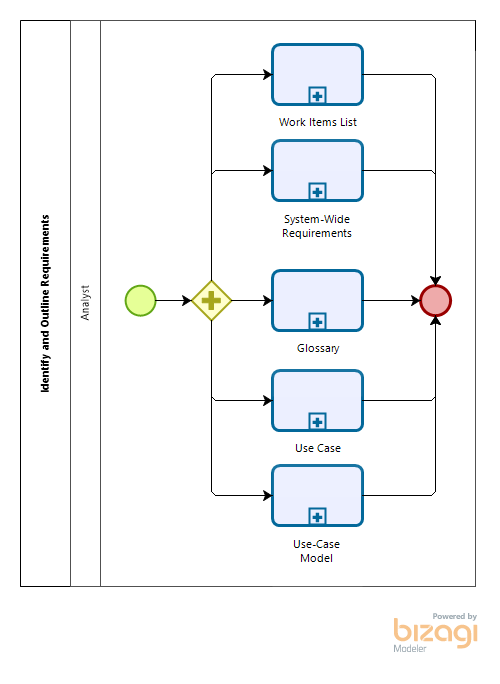 Identify and Outline Requirements
Analyst
Work Items List
System-Wide
Requirements
Glossary
Use Case
Use-Case
Model
Powered by
bizagi
Modeler